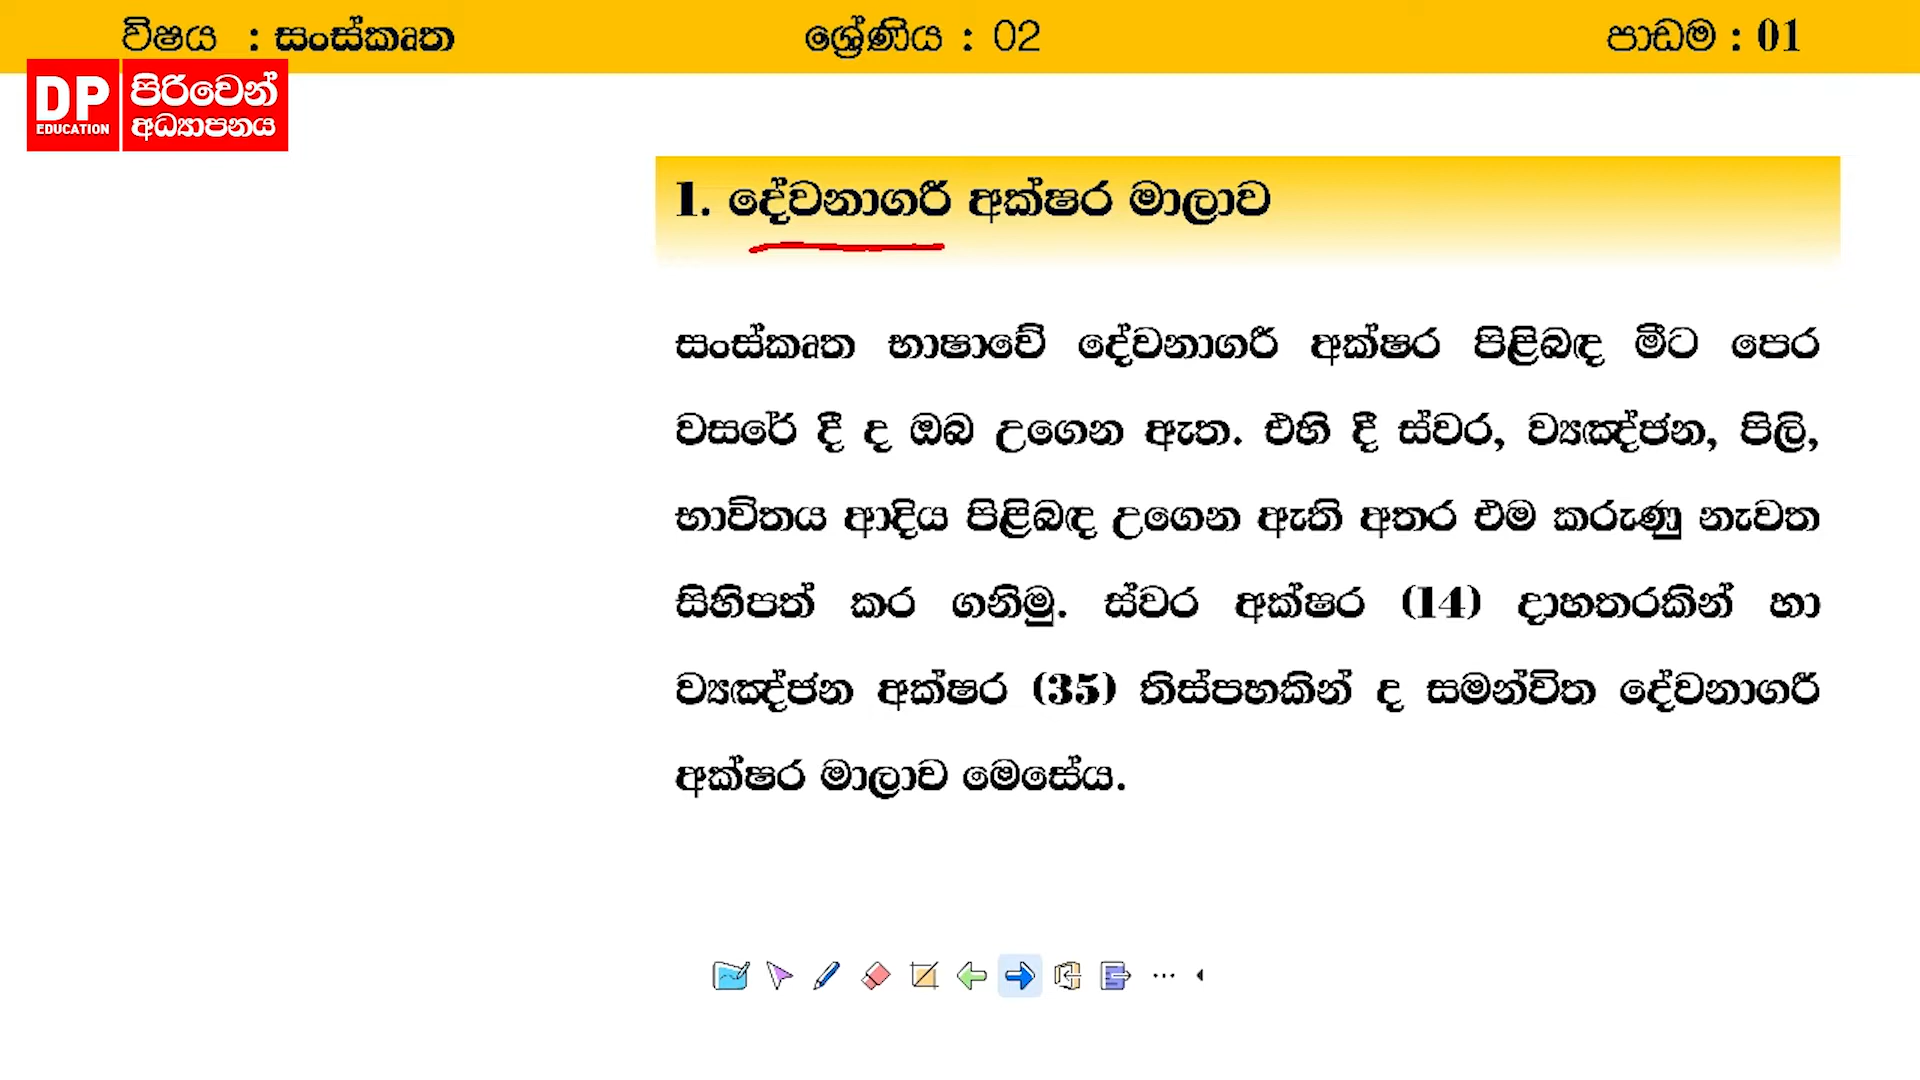 විෂය : සංස්කෘත
ශ්‍රේණිය : 02
පාඩම : 01
DP
EDUCATION
පිරිවෙන්
අධ්‍යාපනය
1. දේවනාගරී අක්ෂර මාලාව
සංස්කෘත භාෂාවේ දේවනාගරී අක්ෂර පිළිබඳ මීට පෙර
වසරේ දී ද ඔබ උගෙන ඇත. එහි දී ස්වර, ව්‍යඤ්ජන, පිලි,
භාවිතය ආදිය පිළිබඳ උගෙන ඇති අතර එම කරුණු නැවත
සිහිපත් කර ගනිමු. ස්වර අක්ෂර (14) දාහතරකින් හා
ව්‍යඤ්ජන අක්ෂර (35) තිස්පහකින් ද සමන්විත දේවනාගරී
අක්ෂර මාලාව මෙසේය.